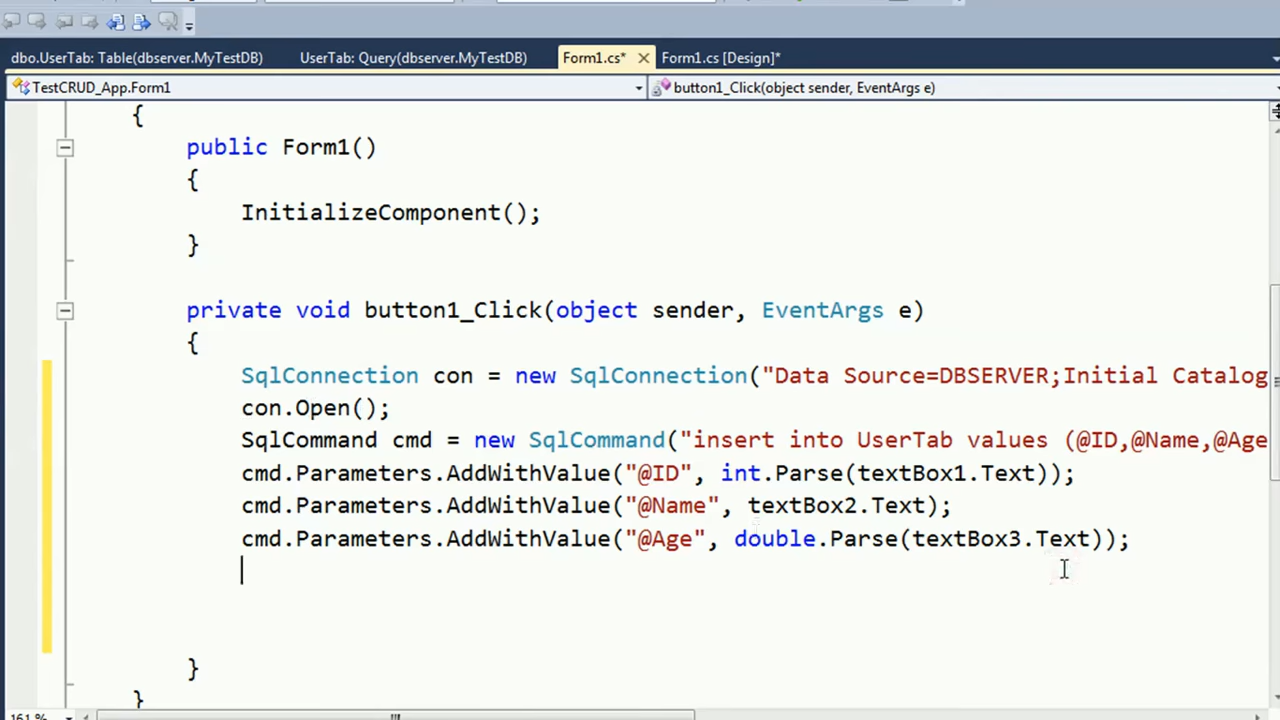 dbo.UserTab: Table(dbserver.MyTestDB) UserTab: Query(dbserver.MyTestDB) Form1.cs* Form1.cs [Design]*
TestCRUD_App.Form1 button1_Click(object sender, EventArgs e)
{
public Form1()
{
InitializeComponent();
}
private void button1_Click(object sender, EventArgs e)
{
SqlConnection con = new SqlConnection("Data Source=DBSERVER;Initial Catalog
con.Open();
SqlCommand cmd = new SqlCommand("insert into UserTab values (@ID,@Name,@Age
cmd.Parameters.AddWithValue("@ID", int.Parse(textBox1.Text));
cmd.Parameters.AddWithValue("@Name", textBox2.Text);
cmd.Parameters.AddWithValue("@Age", double.Parse(textBox3.Text));
}
}
161 %